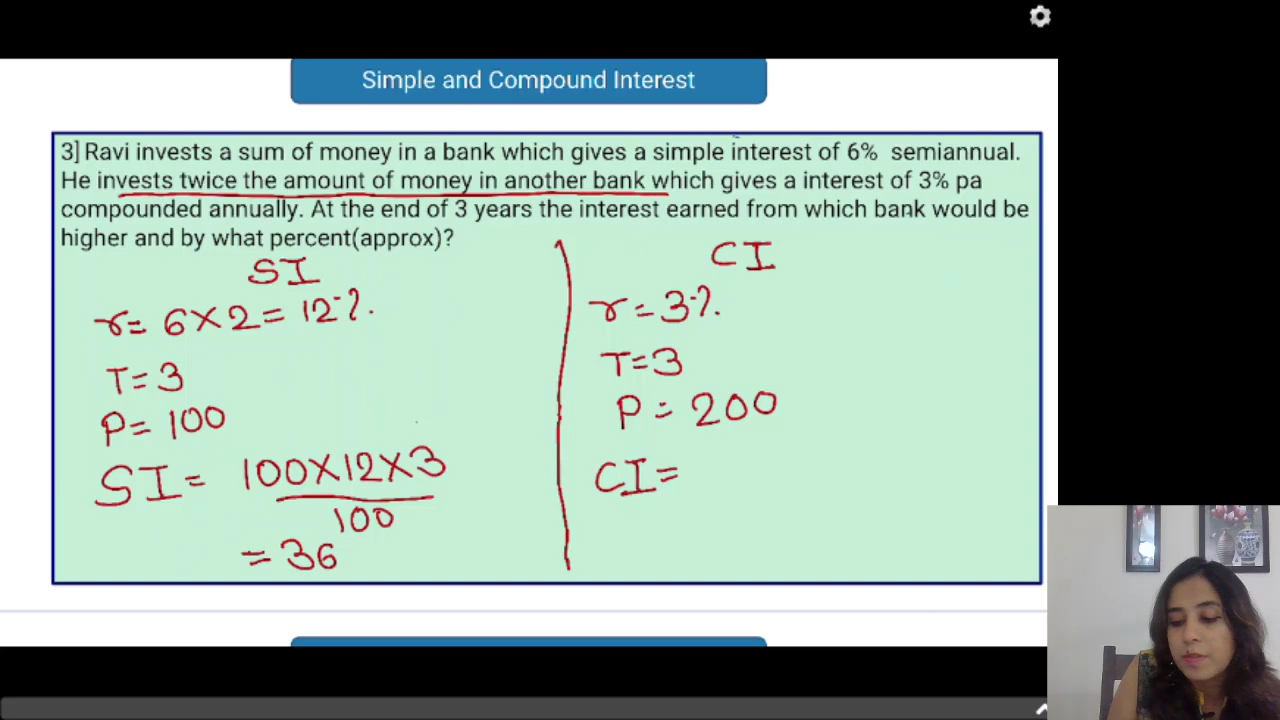 Simple and Compound Interest
3] Ravi invests a sum of money in a bank which gives a simple interest of 6% semiannual.
He invests twice the amount of money in another bank which gives a interest of 3% pa
compounded annually. At the end of 3 years the interest earned from which bank would be
higher and by what percent(approx)?
SI
r= 6×2= 12%.
T=3
P= 100
SI= 100×12×3
100
= 36
CI
r=3%.
T=3
P= 200
CI=